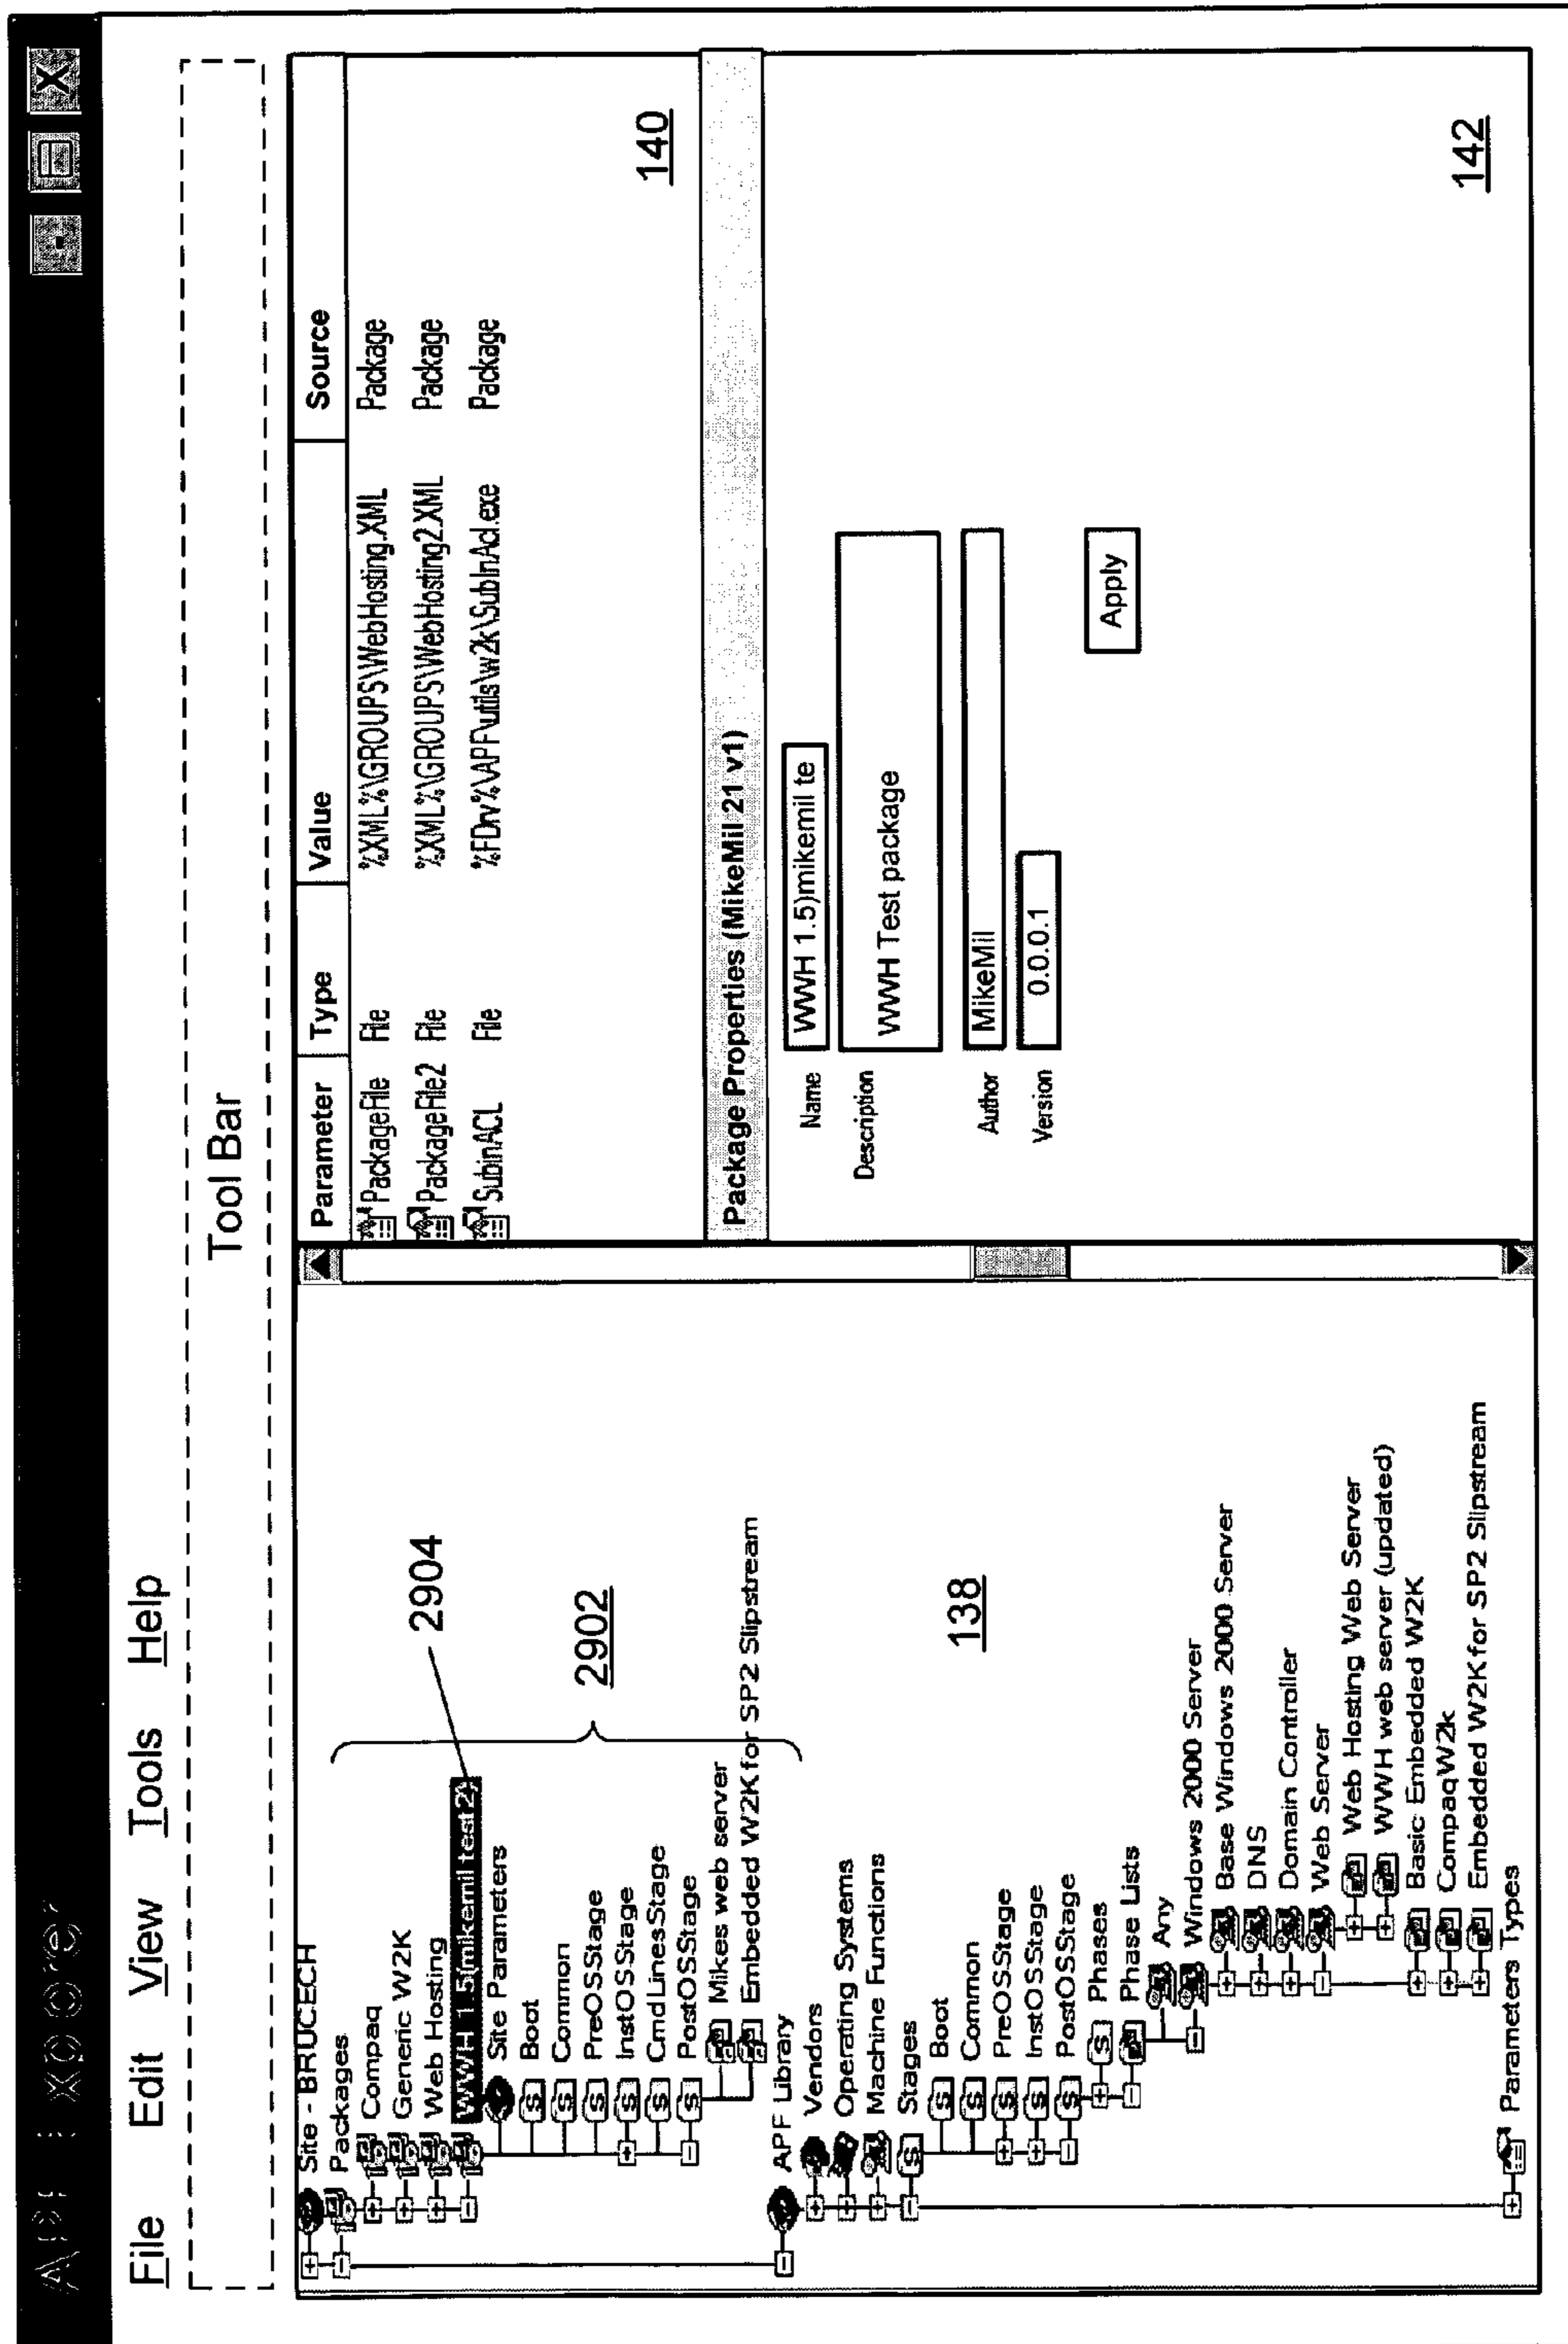 APF Explorer
File Edit View Tools Help
Tool Bar
Site - BRUCECH
Packages
Compaq
Generic W2K
Web Hosting
WWH 1.5)mikemil test 21
Site Parameters
Boot
Common
PreOSStage
InstOSStage
CmdLinesStage
PostOSStage
Mikes web server
Embedded W2K for SP2 Slipstream
APF Library
Vendors
Operating Systems
Machine Functions
Stages
Boot
Common
PreOSStage
InstOSStage
PostOSStage
Phases
Phase Lists
Any
Windows 2000 Server
Base Windows 2000 Server
DNS
Domain Controller
Web Server
Web Hosting Web Server
WWH web server (updated)
Basic Embedded W2K
CompaqW2k
Embedded W2K for SP2 Slipstream
Parameters Types
2904
2902
138
Parameter Type Value Source
PackageFile File %XML%\GROUPS\WebHosting.XML Package
PackageFile2 File %XML%\GROUPS\WebHosting2.XML Package
SubinACL File %FDrv%\APF\utils\w2k\SubInAcl.exe Package
140
Package Properties (MikeMil 21 v1)
Name WWH 1.5)mikemil te
Description WWH Test package
Author MikeMil
Version 0.0.0.1
Apply
142